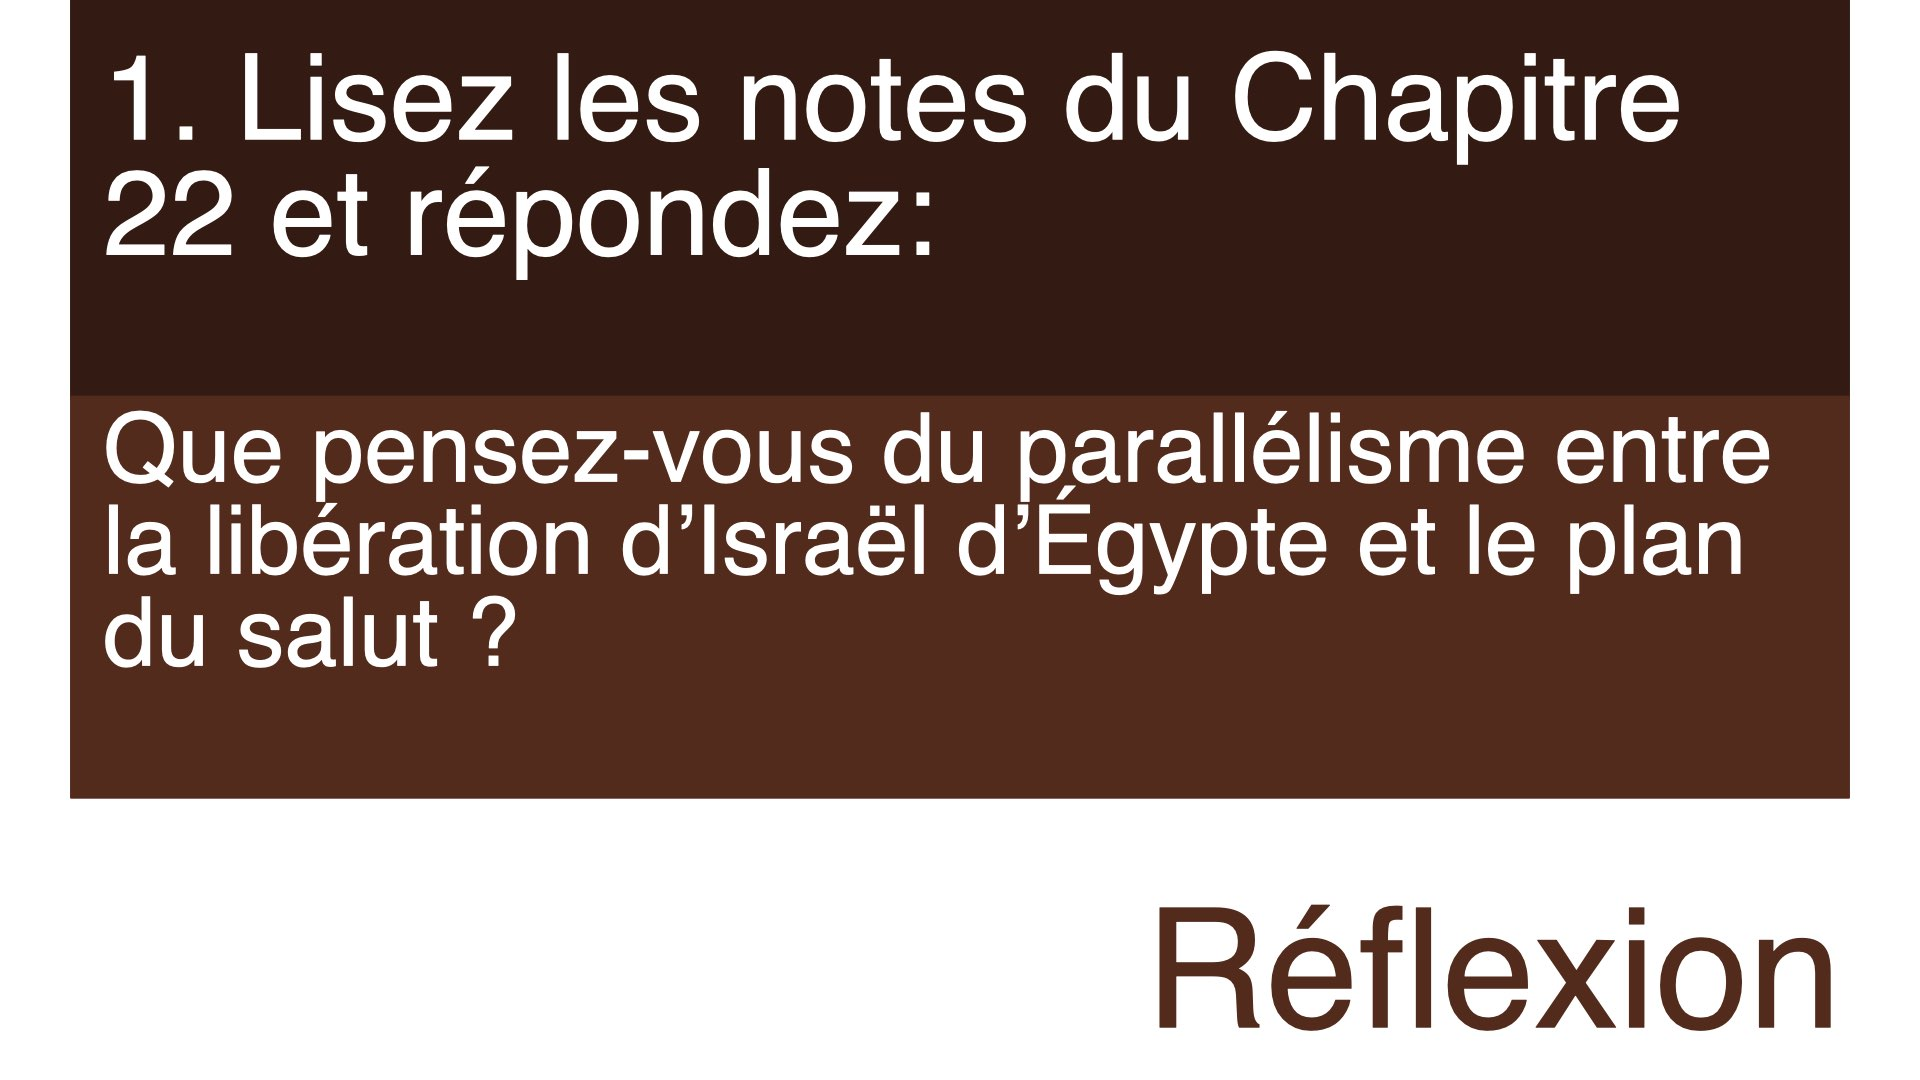 1. Lisez les notes du Chapitre
22 et répondez:
Que pensez-vous du parallélisme entre
la libération d’Israël d’Égypte et le plan
du salut ?
Réflexion